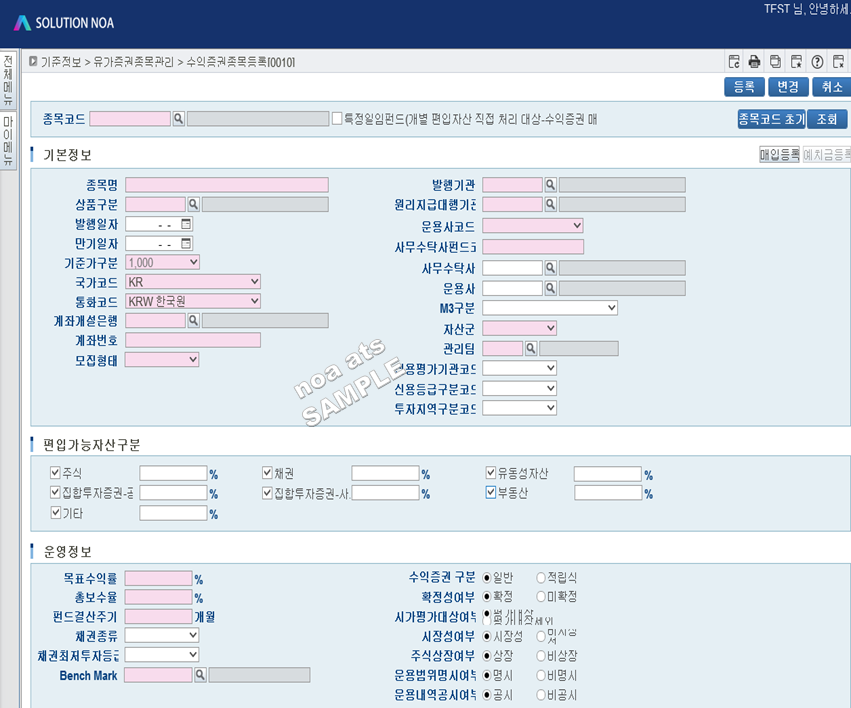 TEST 님, 안녕하세
SOLUTION NOA
전체메뉴
마이메뉴
기준정보 > 유가증권종목관리 > 수익증권종목등록[0010]
등록 변경 취소
종목코드 특정일임펀드(개별 편입자산 직접 처리 대상-수익증권 매 종목코드 초기 조회
기본정보 매입등록 예치금등록
종목명 발행기관
상품구분 원리지급대행기관
발행일자 - - 운용사코드
만기일자 - - 사무수탁사펀드코
기준가구분 1,000 사무수탁사
국가코드 KR 운용사
통화코드 KRW 한국원 M3구분
계좌개설은행 자산군
계좌번호 관리팀
모집형태 신용평가기관코드
신용등급구분코드
투자지역구분코드
noa ats
SAMPLE
편입가능자산구분
주식 % 채권 % 유동성자산 %
집합투자증권-공 % 집합투자증권-사. % 부동산 %
기타 %
운영정보
목표수익률 % 수익증권 구분 일반 적립식
총보수율 % 확정성여부 확정 미확정
펀드결산주기 개월 시가평가대상여부
채권종류 시장성여부 시장성
채권최저투자등급 주식상장여부 상장 비상장
Bench Mark 운용범위명시여부 명시 비명시
운용내역공시여부 공시 비공시